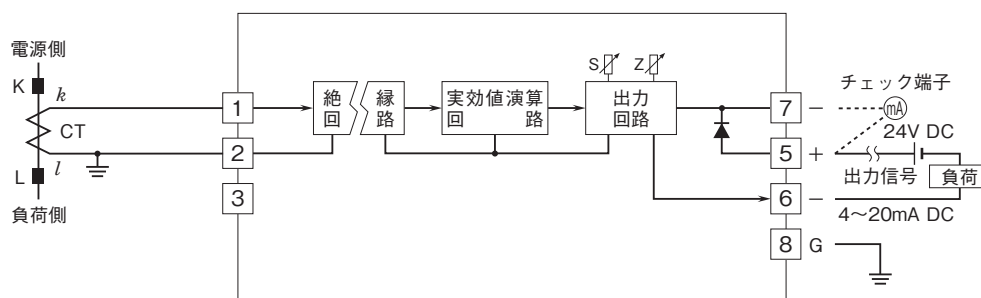 電源側
K
k
CT
l
L
負荷側
1
2
3
絶縁
回路
実効値演算
回路
S
Z
出力
回路
7
5
6
8
−
+
−
G
チェック端子
mA
24V DC
出力信号
負荷
4〜20mA DC